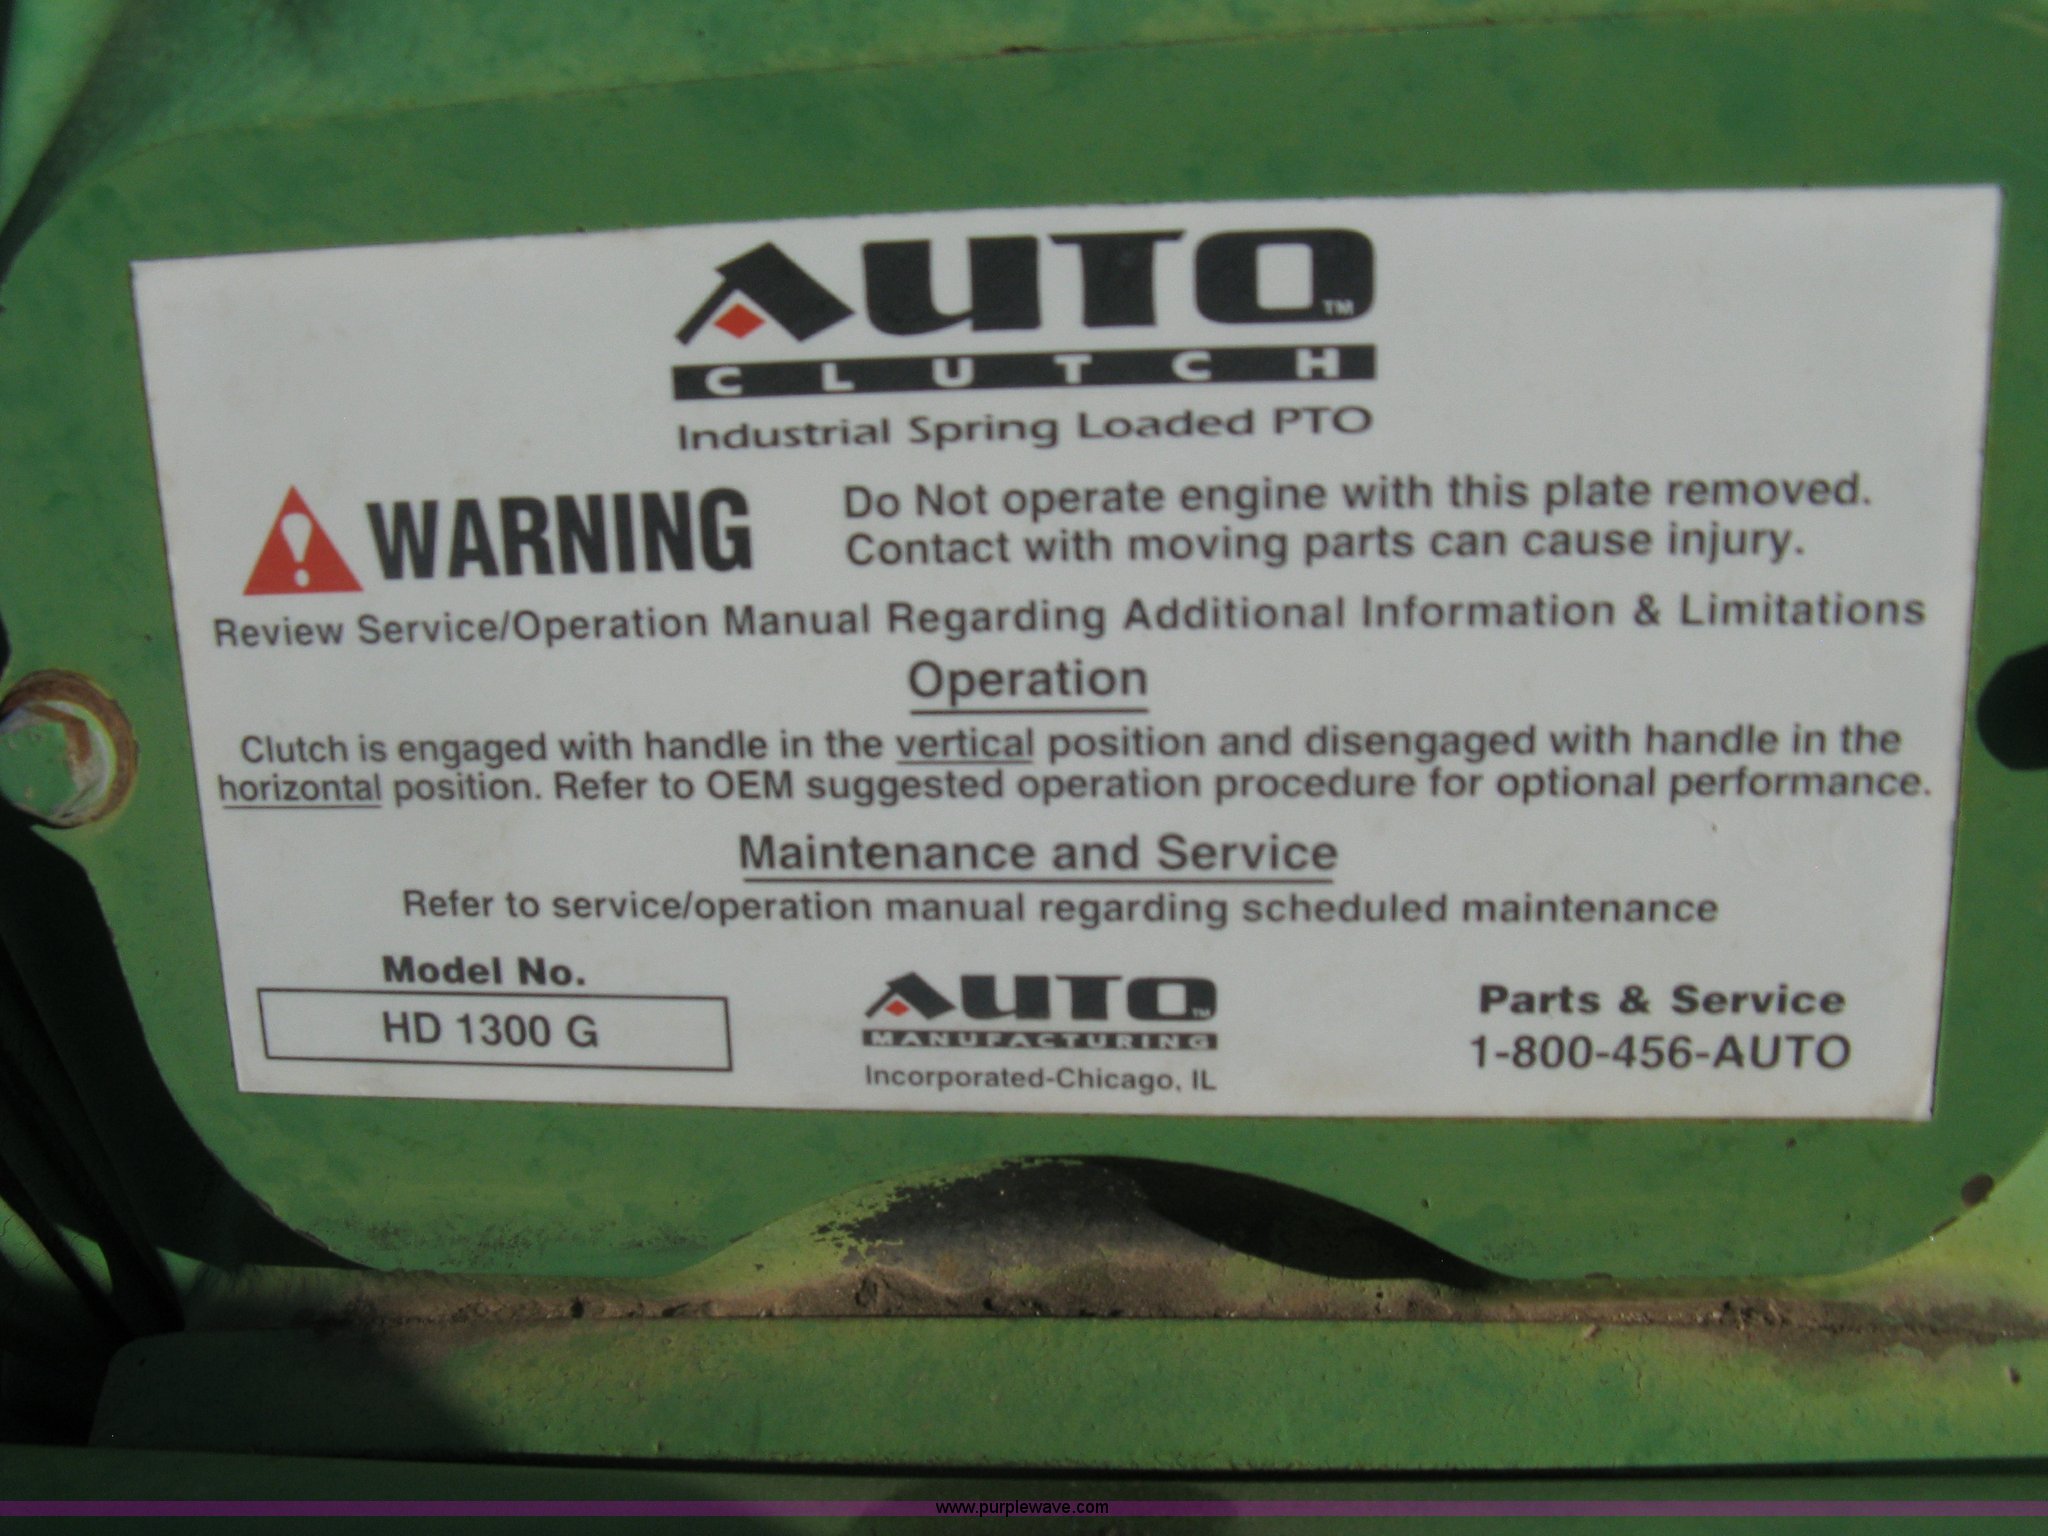 AUTO™
CLUTCH
Industrial Spring Loaded PTO
WARNING
Do Not operate engine with this plate removed.
Contact with moving parts can cause injury.
Review Service/Operation Manual Regarding Additional Information & Limitations
Operation
Clutch is engaged with handle in the vertical position and disengaged with handle in the
horizontal position. Refer to OEM suggested operation procedure for optional performance.
Maintenance and Service
Refer to service/operation manual regarding scheduled maintenance
Model No.
HD 1300 G
AUTO™
MANUFACTURING
Incorporated-Chicago, IL
Parts & Service
1-800-456-AUTO
www.purplewave.com